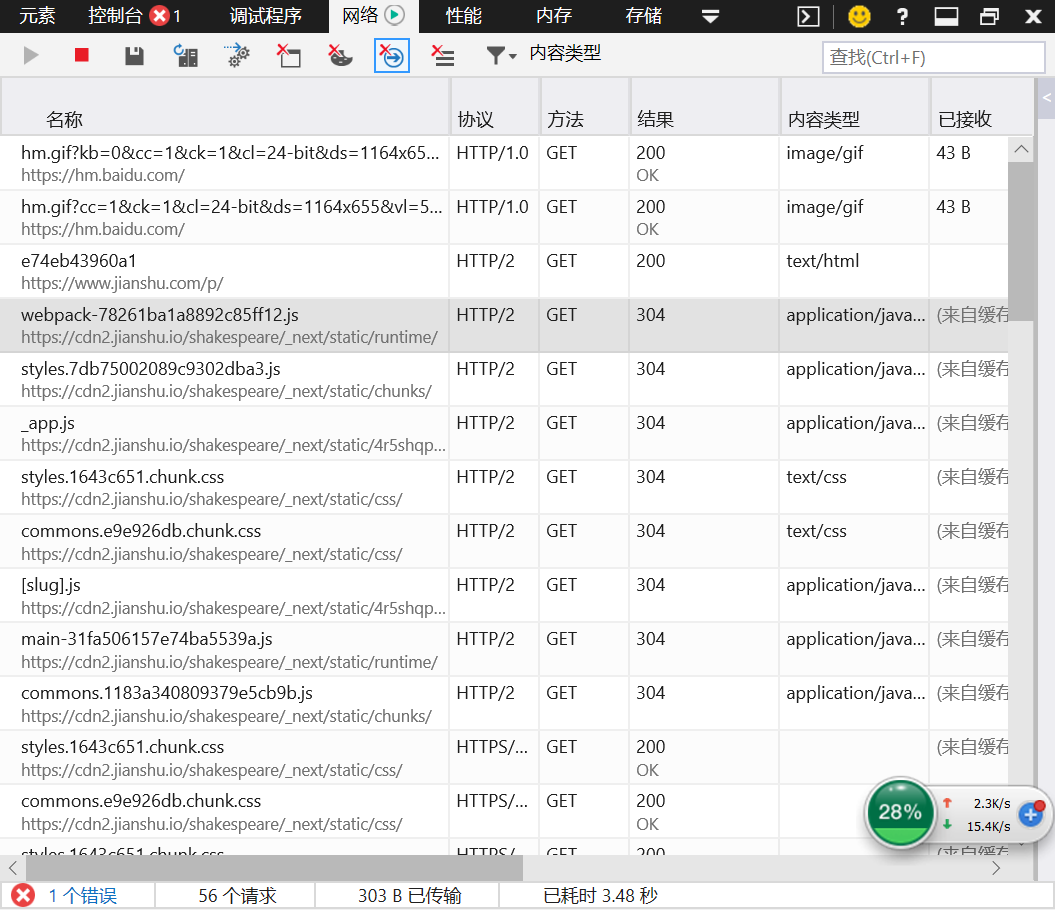 元素 控制台 1 调试程序 网络 性能 内存 存储 ?
内容类型 查找(Ctrl+F)
名称 协议 方法 结果 内容类型 已接收
hm.gif?kb=0&cc=1&ck=1&cl=24-bit&ds=1164x65... HTTP/1.0 GET 200 image/gif 43 B
https://hm.baidu.com/ OK
hm.gif?cc=1&ck=1&cl=24-bit&ds=1164x655&vl=5... HTTP/1.0 GET 200 image/gif 43 B
https://hm.baidu.com/ OK
e74eb43960a1 HTTP/2 GET 200 text/html
https://www.jianshu.com/p/
webpack-78261ba1a8892c85ff12.js HTTP/2 GET 304 application/java... (来自缓存
https://cdn2.jianshu.io/shakespeare/_next/static/runtime/
styles.7db75002089c9302dba3.js HTTP/2 GET 304 application/java... (来自缓存
https://cdn2.jianshu.io/shakespeare/_next/static/chunks/
_app.js HTTP/2 GET 304 application/java... (来自缓存
https://cdn2.jianshu.io/shakespeare/_next/static/4r5shqp...
styles.1643c651.chunk.css HTTP/2 GET 304 text/css (来自缓存
https://cdn2.jianshu.io/shakespeare/_next/static/css/
commons.e9e926db.chunk.css HTTP/2 GET 304 text/css (来自缓存
https://cdn2.jianshu.io/shakespeare/_next/static/css/
[slug].js HTTP/2 GET 304 application/java... (来自缓存
https://cdn2.jianshu.io/shakespeare/_next/static/4r5shqp...
main-31fa506157e74ba5539a.js HTTP/2 GET 304 application/java... (来自缓存
https://cdn2.jianshu.io/shakespeare/_next/static/runtime/
commons.1183a340809379e5cb9b.js HTTP/2 GET 304 application/java... (来自缓存
https://cdn2.jianshu.io/shakespeare/_next/static/chunks/
styles.1643c651.chunk.css HTTPS/... GET 200 (来自缓存
https://cdn2.jianshu.io/shakespeare/_next/static/css/ OK
commons.e9e926db.chunk.css HTTPS/... GET 200
https://cdn2.jianshu.io/shakespeare/_next/static/css/ OK
28% 2.3K/s
15.4K/s
styles.1643c651.chunk.css HTTPS/ GET 200 (来自缓存
1 个错误 56 个请求 303 B 已传输 已耗时 3.48 秒